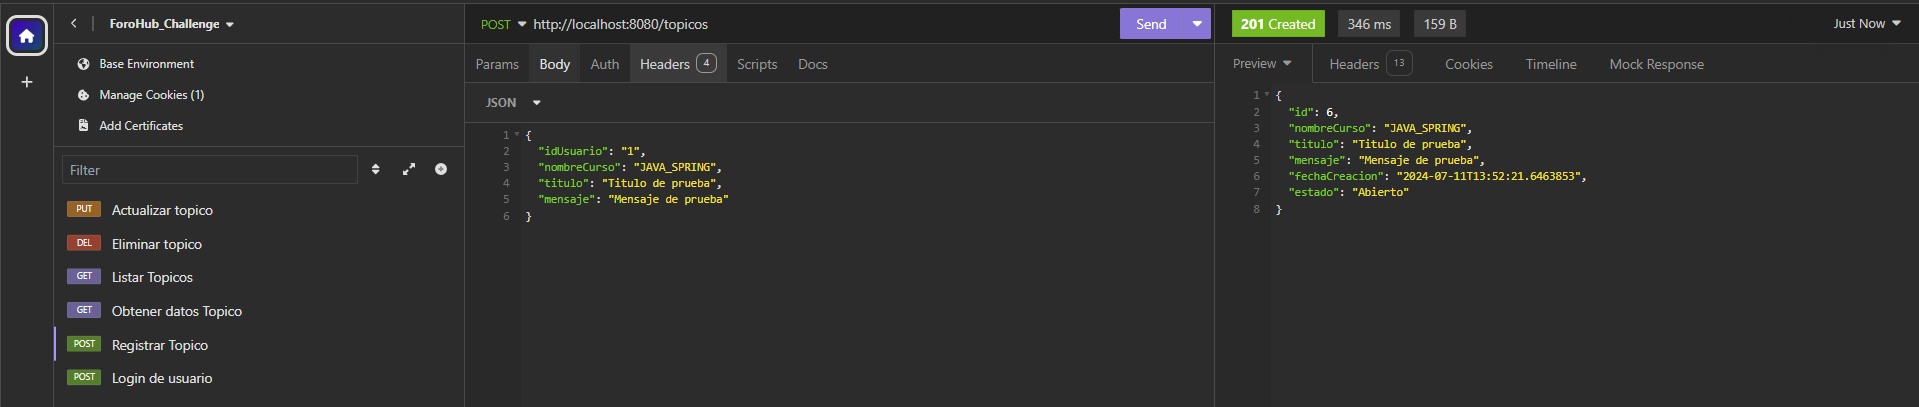 ForoHub_Challenge
Base Environment
Manage Cookies (1)
Add Certificates
Filter
PUT Actualizar topico
DEL Eliminar topico
GET Listar Topicos
GET Obtener datos Topico
POST Registrar Topico
POST Login de usuario
POST http://localhost:8080/topicos Send
Params Body Auth Headers 4 Scripts Docs
JSON
1 {
2 "idUsuario": "1",
3 "nombreCurso": "JAVA_SPRING",
4 "titulo": "Titulo de prueba",
5 "mensaje": "Mensaje de prueba"
6 }
201 Created 346 ms 159 B Just Now
Preview Headers 13 Cookies Timeline Mock Response
1 {
2 "id": 6,
3 "nombreCurso": "JAVA_SPRING",
4 "titulo": "Titulo de prueba",
5 "mensaje": "Mensaje de prueba",
6 "fechaCreacion": "2024-07-11T13:52:21.6463853",
7 "estado": "Abierto"
8 }